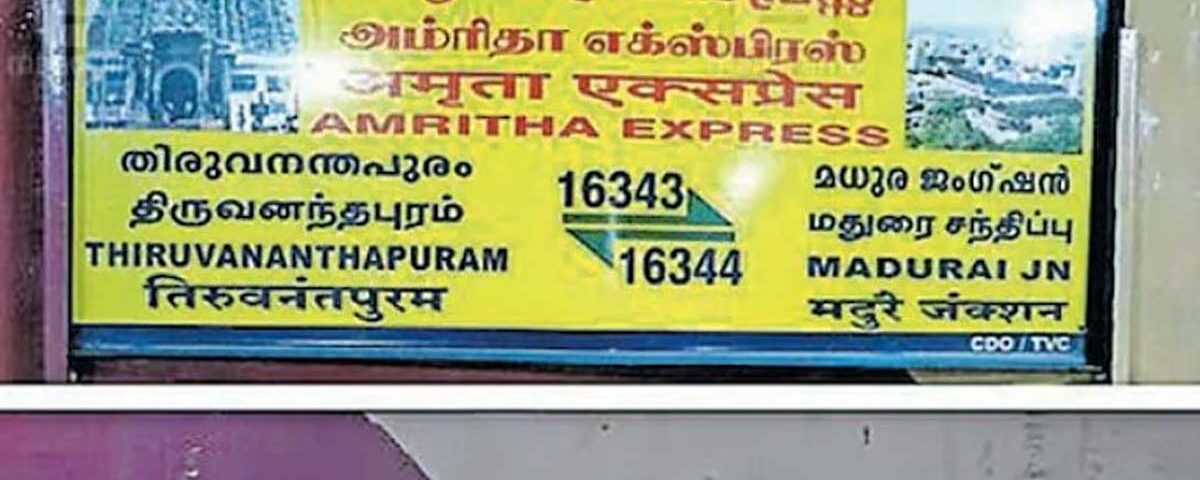 அம்ரிதா எக்ஸ்பிரஸ்
अमृता एक्सप्रेस
AMRITHA EXPRESS
തിരുവനന്തപുരം
திருவனந்தபுரம்
THIRUVANANTHAPURAM
तिरुवनंतपुरम
16343
16344
മധുര ജംഗ്ഷൻ
மதுரை சந்திப்பு
MADURAI JN
मदुरै जंक्शन
CDO / TVC